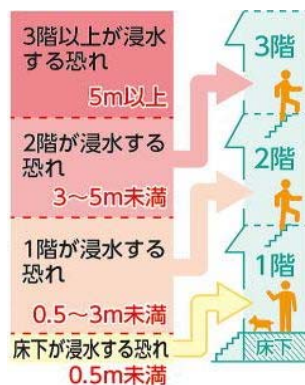 3階以上が浸水
する恐れ
5m以上
2階が浸水する
恐れ
3～5m未満
1階が浸水する
恐れ
0.5～3m未満
床下が浸水する恐れ
0.5m未満
3階
2階
1階
床下